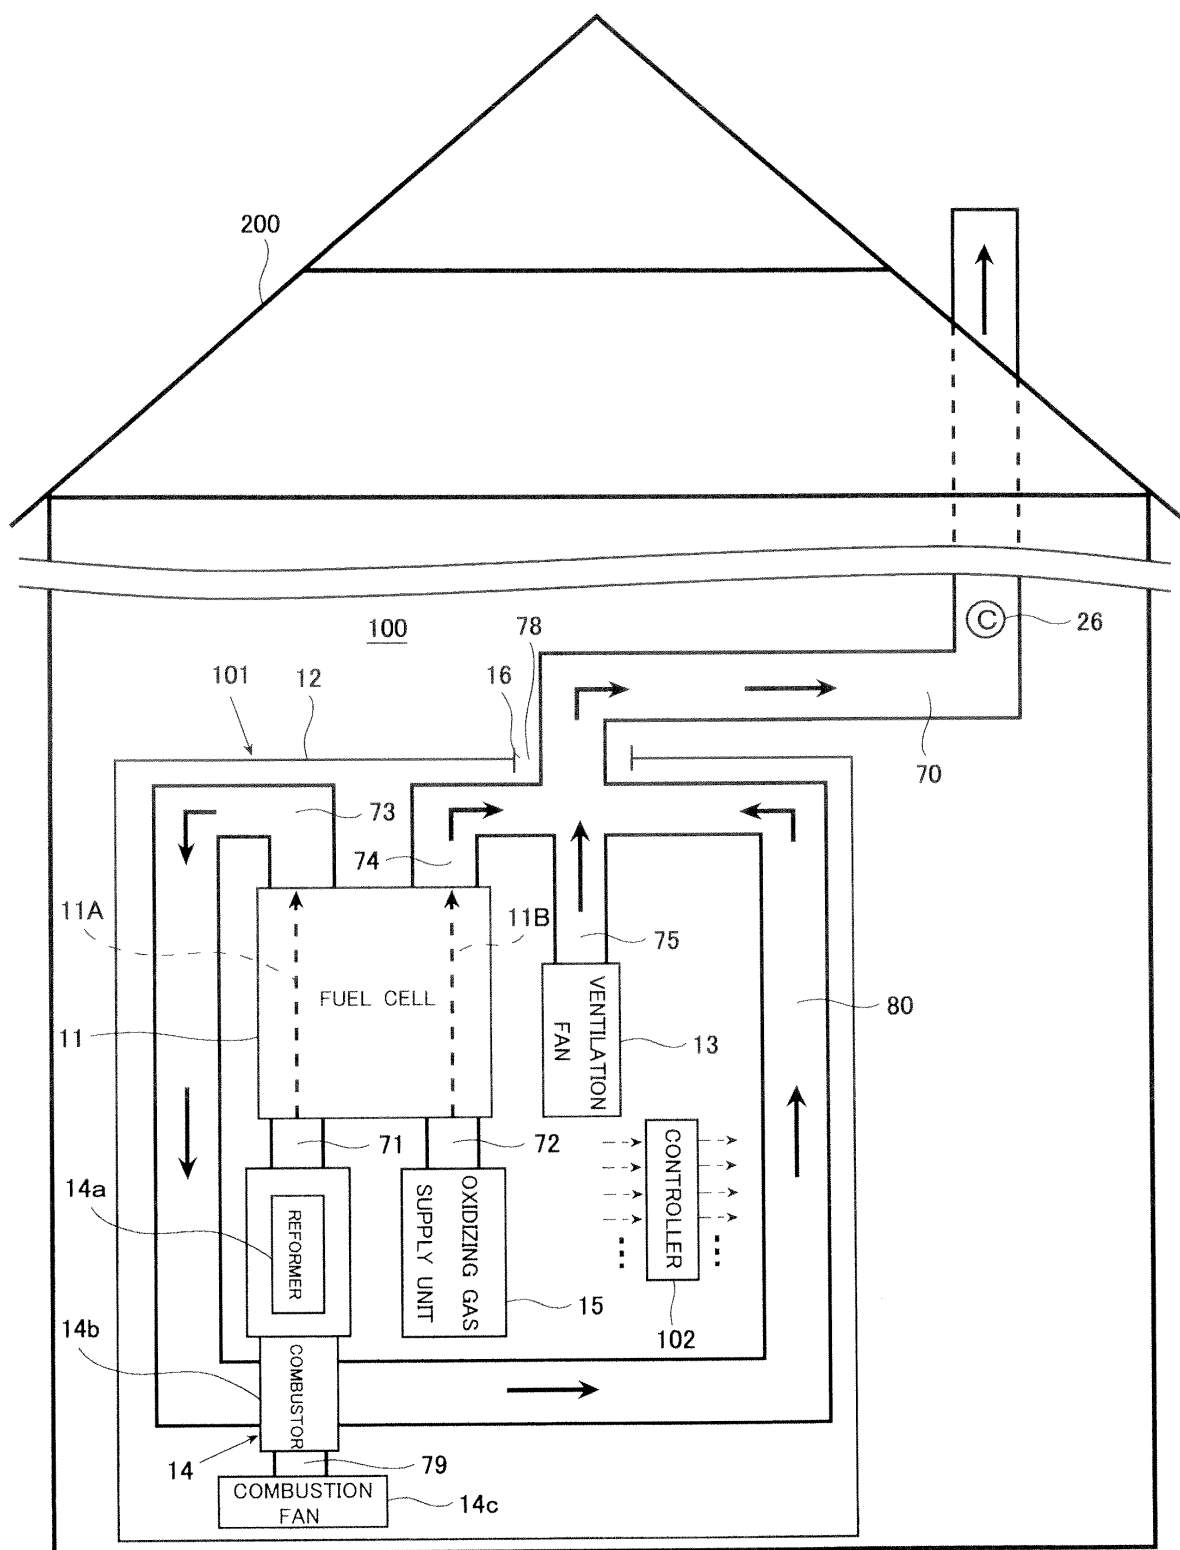 200
C
26
100
78
16
101
12
70
73
74
11A
11B
75
FUEL CELL
VENTILATION
FAN
80
11
13
71
72
14a
REFORMER
OXIDIZING GAS
SUPPLY UNIT
CONTROLLER
15
102
14b
COMBUSTOR
14
79
COMBUSTION
FAN
14c